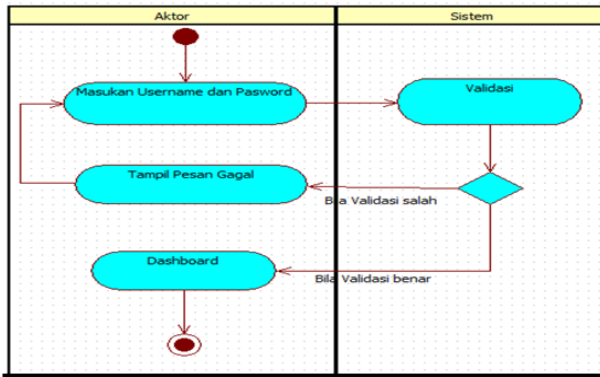 Aktor
Sistem
Masukan Username dan Pasword
Validasi
Tampil Pesan Gagal
Bila Validasi salah
Dashboard
Bila Validasi benar